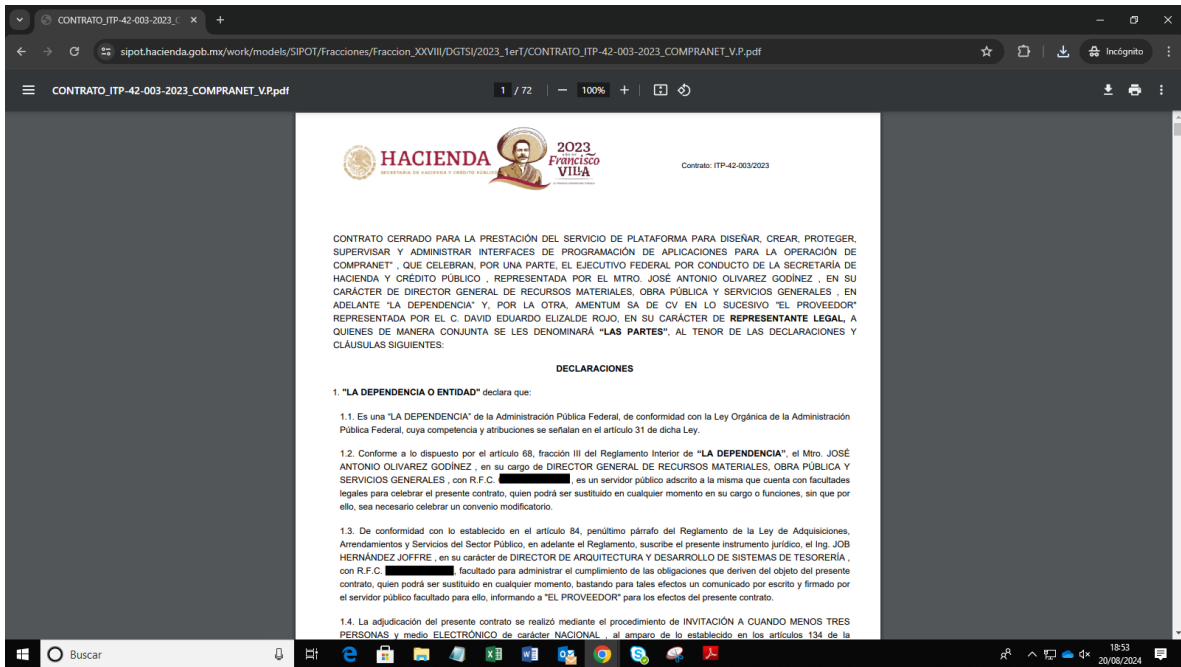 CONTRATO_ITP-42-003-2023_C
sipot.hacienda.gob.mx/work/models/SIPOT/Fracciones/Fraccion_XXVIII/DGTSI/2023_1erT/CONTRATO_ITP-42-003-2023_COMPRANET_V.P.pdf
Incógnito
CONTRATO_ITP-42-003-2023_COMPRANET_V.P.pdf
1 / 72
100%
HACIENDA
SECRETARÍA DE HACIENDA Y CRÉDITO PÚBLICO
2023
Francisco
VILLA
Contrato: ITP-42-003/2023
CONTRATO CERRADO PARA LA PRESTACIÓN DEL SERVICIO DE PLATAFORMA PARA DISEÑAR, CREAR, PROTEGER,
SUPERVISAR Y ADMINISTRAR INTERFACES DE PROGRAMACIÓN DE APLICACIONES PARA LA OPERACIÓN DE
COMPRANET" , QUE CELEBRAN, POR UNA PARTE, EL EJECUTIVO FEDERAL POR CONDUCTO DE LA SECRETARÍA DE
HACIENDA Y CRÉDITO PÚBLICO , REPRESENTADA POR EL MTRO. JOSÉ ANTONIO OLIVAREZ GODÍNEZ , EN SU
CARÁCTER DE DIRECTOR GENERAL DE RECURSOS MATERIALES, OBRA PÚBLICA Y SERVICIOS GENERALES , EN
ADELANTE "LA DEPENDENCIA" Y, POR LA OTRA, AMENTUM SA DE CV EN LO SUCESIVO "EL PROVEEDOR"
REPRESENTADA POR EL C. DAVID EDUARDO ELIZALDE ROJO, EN SU CARÁCTER DE REPRESENTANTE LEGAL, A
QUIENES DE MANERA CONJUNTA SE LES DENOMINARÁ "LAS PARTES", AL TENOR DE LAS DECLARACIONES Y
CLÁUSULAS SIGUIENTES:
DECLARACIONES
1. "LA DEPENDENCIA O ENTIDAD" declara que:
1.1. Es una "LA DEPENDENCIA" de la Administración Pública Federal, de conformidad con la Ley Orgánica de la Administración
Pública Federal, cuya competencia y atribuciones se señalan en el artículo 31 de dicha Ley.
1.2. Conforme a lo dispuesto por el artículo 68, fracción III del Reglamento Interior de "LA DEPENDENCIA", el Mtro. JOSÉ
ANTONIO OLIVAREZ GODÍNEZ , en su cargo de DIRECTOR GENERAL DE RECURSOS MATERIALES, OBRA PÚBLICA Y
SERVICIOS GENERALES , con R.F.C. , es un servidor público adscrito a la misma que cuenta con facultades
legales para celebrar el presente contrato, quien podrá ser sustituido en cualquier momento en su cargo o funciones, sin que por
ello, sea necesario celebrar un convenio modificatorio.
1.3. De conformidad con lo establecido en el artículo 84, penúltimo párrafo del Reglamento de la Ley de Adquisiciones,
Arrendamientos y Servicios del Sector Público, en adelante el Reglamento, suscribe el presente instrumento jurídico, el Ing. JOB
HERNÁNDEZ JOFFRE , en su carácter de DIRECTOR DE ARQUITECTURA Y DESARROLLO DE SISTEMAS DE TESORERÍA ,
con R.F.C. , facultado para administrar el cumplimiento de las obligaciones que deriven del objeto del presente
contrato, quien podrá ser sustituido en cualquier momento, bastando para tales efectos un comunicado por escrito y firmado por
el servidor público facultado para ello, informando a "EL PROVEEDOR" para los efectos del presente contrato.
1.4. La adjudicación del presente contrato se realizó mediante el procedimiento de INVITACIÓN A CUANDO MENOS TRES
PERSONAS y medio ELECTRÓNICO de carácter NACIONAL , al amparo de lo establecido en los artículos 134 de la
Buscar
18:53
20/08/2024